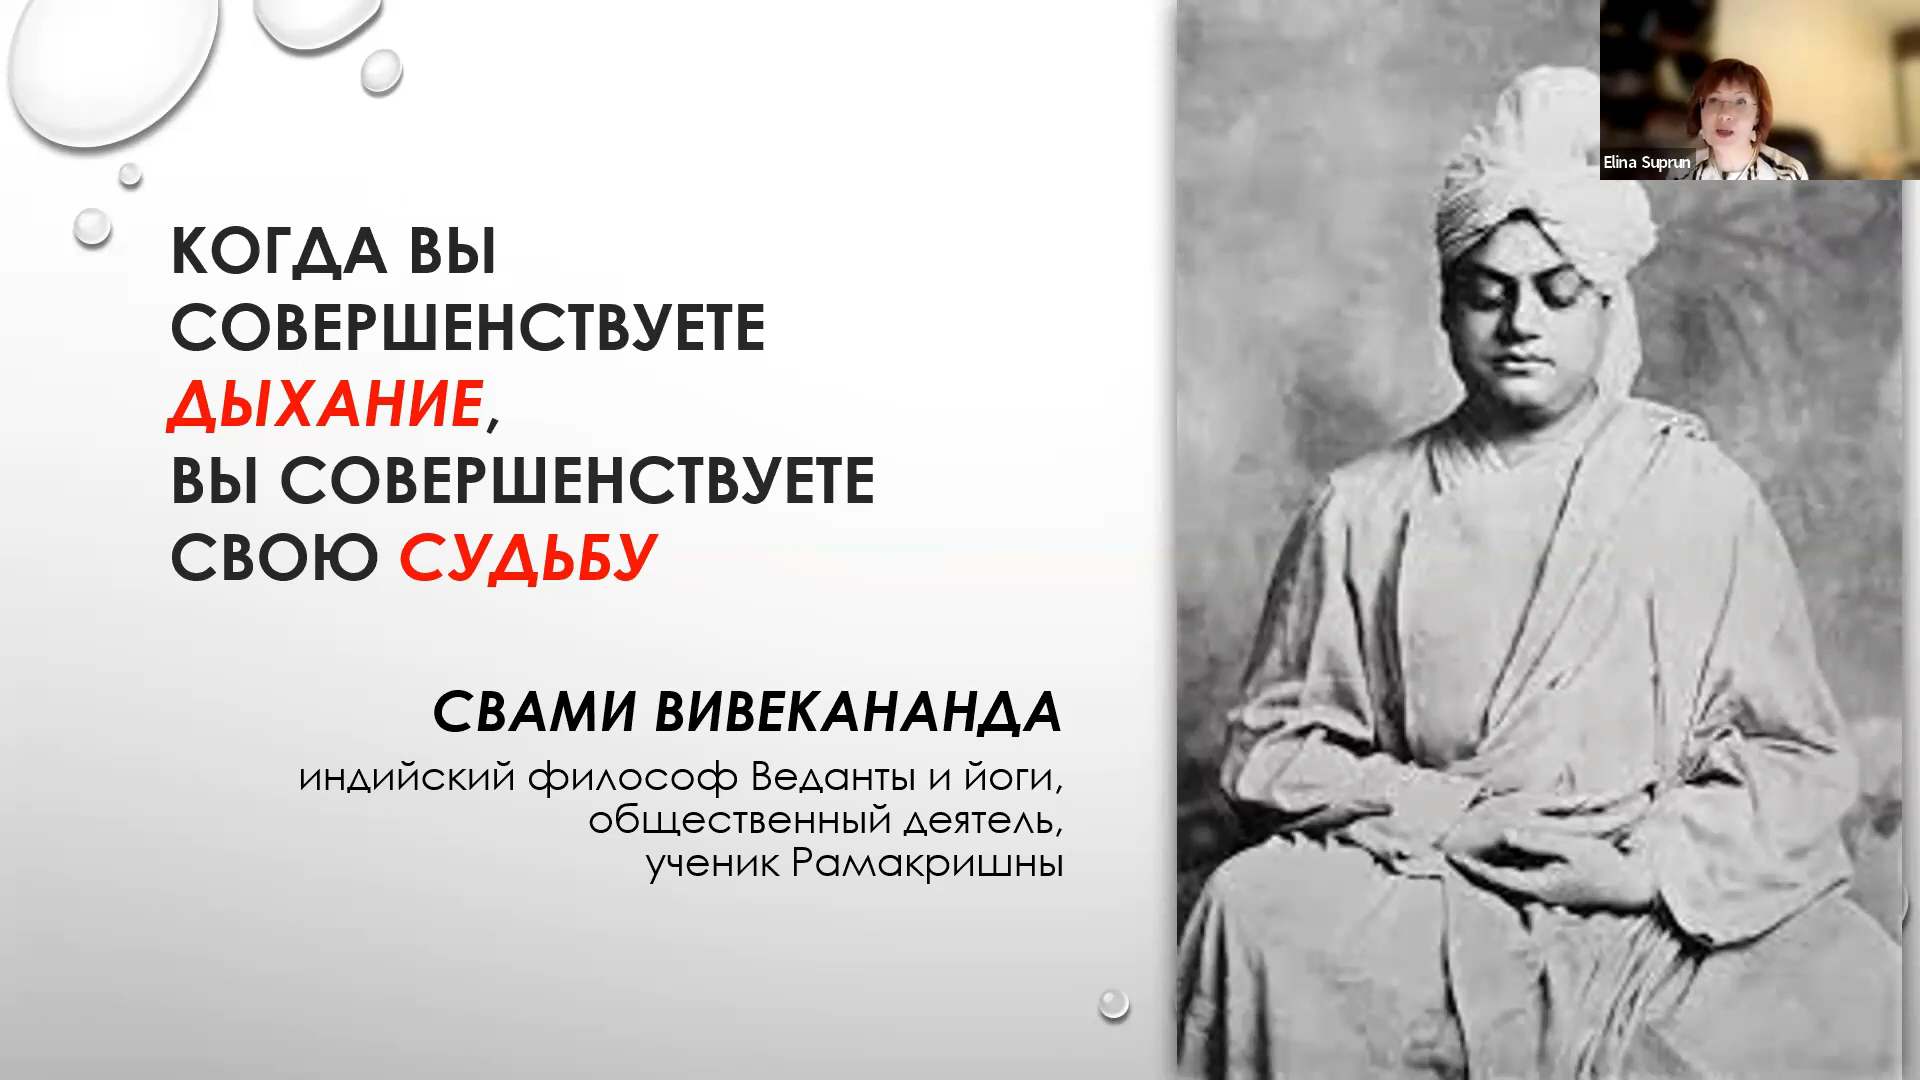 КОГДА ВЫ
СОВЕРШЕНСТВУЕТЕ
ДЫХАНИЕ,
ВЫ СОВЕРШЕНСТВУЕТЕ
СВОЮ СУДЬБУ
СВАМИ ВИВЕКАНАНДА
индийский философ Веданты и йоги,
общественный деятель,
ученик Рамакришны
Elina Suprun